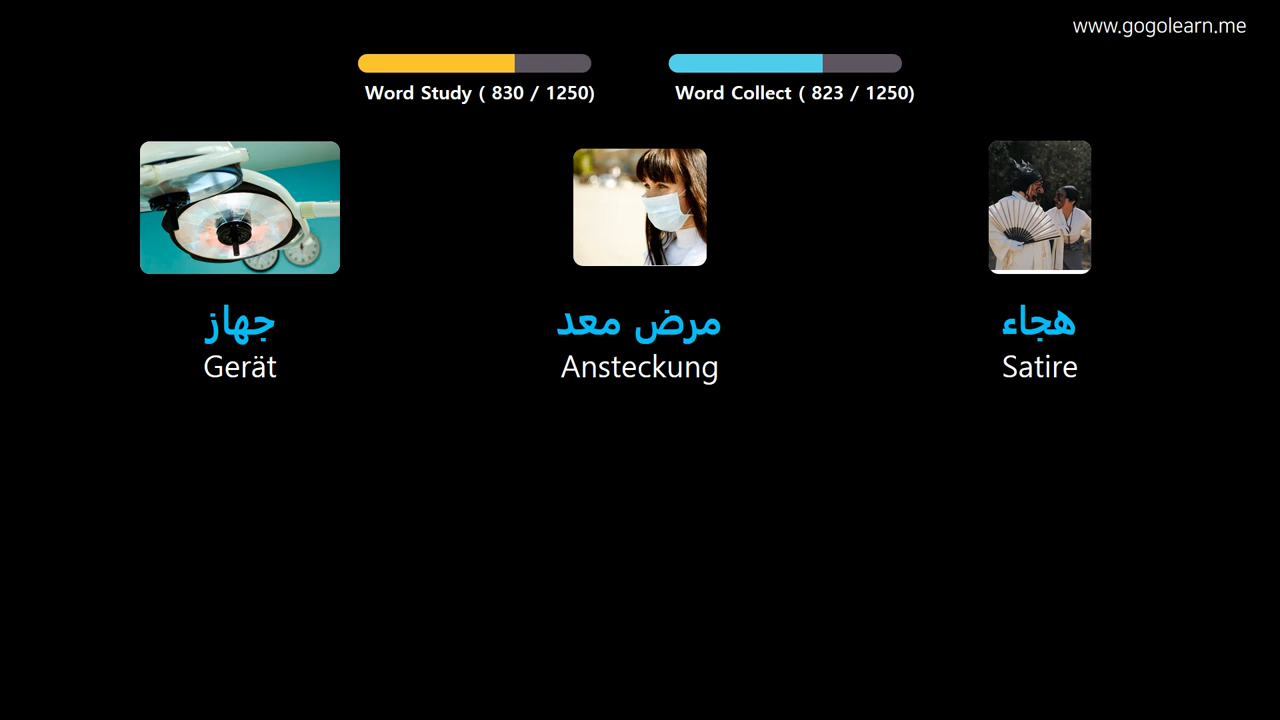 www.gogolearn.me
Word Study ( 830 / 1250)
Word Collect ( 823 / 1250)
جهاز
Gerät
مرض معد
Ansteckung
هجاء
Satire